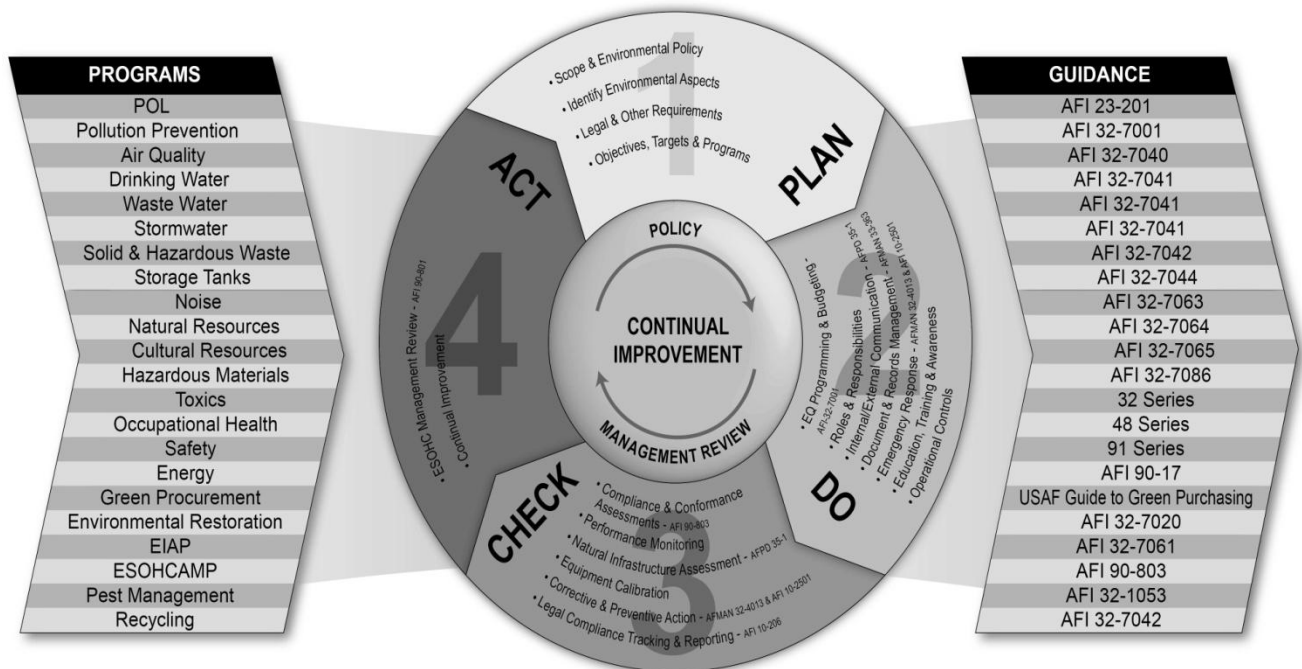 PROGRAMS
POL
Pollution Prevention
Air Quality
Drinking Water
Waste Water
Stormwater
Solid & Hazardous Waste
Storage Tanks
Noise
Natural Resources
Cultural Resources
Hazardous Materials
Toxics
Occupational Health
Safety
Energy
Green Procurement
Environmental Restoration
EIAP
ESOHCAMP
Pest Management
Recycling
1
PLAN
• Scope & Environmental Policy
• Identify Environmental Aspects
• Legal & Other Requirements
• Objectives, Targets & Programs
2
DO
• EQ Programming & Budgeting -
AFI-32-7001
• Roles & Responsibilities
• Internal/External Communication - AFPD 35-1
• Document & Records Management - AFMAN 33-363
• Emergency Response - AFMAN 32-4013 & AFI 10-2501
• Education, Training & Awareness
• Operational Controls
3
CHECK
• Compliance & Conformance
Assessments - AFI 90-803
• Performance Monitoring
• Natural Infrastructure Assessment - AFPD 35-1
• Equipment Calibration
• Corrective & Preventive Action - AFMAN 32-4013 & AFI 10-2501
• Legal Compliance Tracking & Reporting - AFI 10-206
4
ACT
• ESOHC Management Review - AFI 90-801
• Continual Improvement
POLICY
CONTINUAL
IMPROVEMENT
MANAGEMENT REVIEW
GUIDANCE
AFI 23-201
AFI 32-7001
AFI 32-7040
AFI 32-7041
AFI 32-7041
AFI 32-7041
AFI 32-7042
AFI 32-7044
AFI 32-7063
AFI 32-7064
AFI 32-7065
AFI 32-7086
32 Series
48 Series
91 Series
AFI 90-17
USAF Guide to Green Purchasing
AFI 32-7020
AFI 32-7061
AFI 90-803
AFI 32-1053
AFI 32-7042